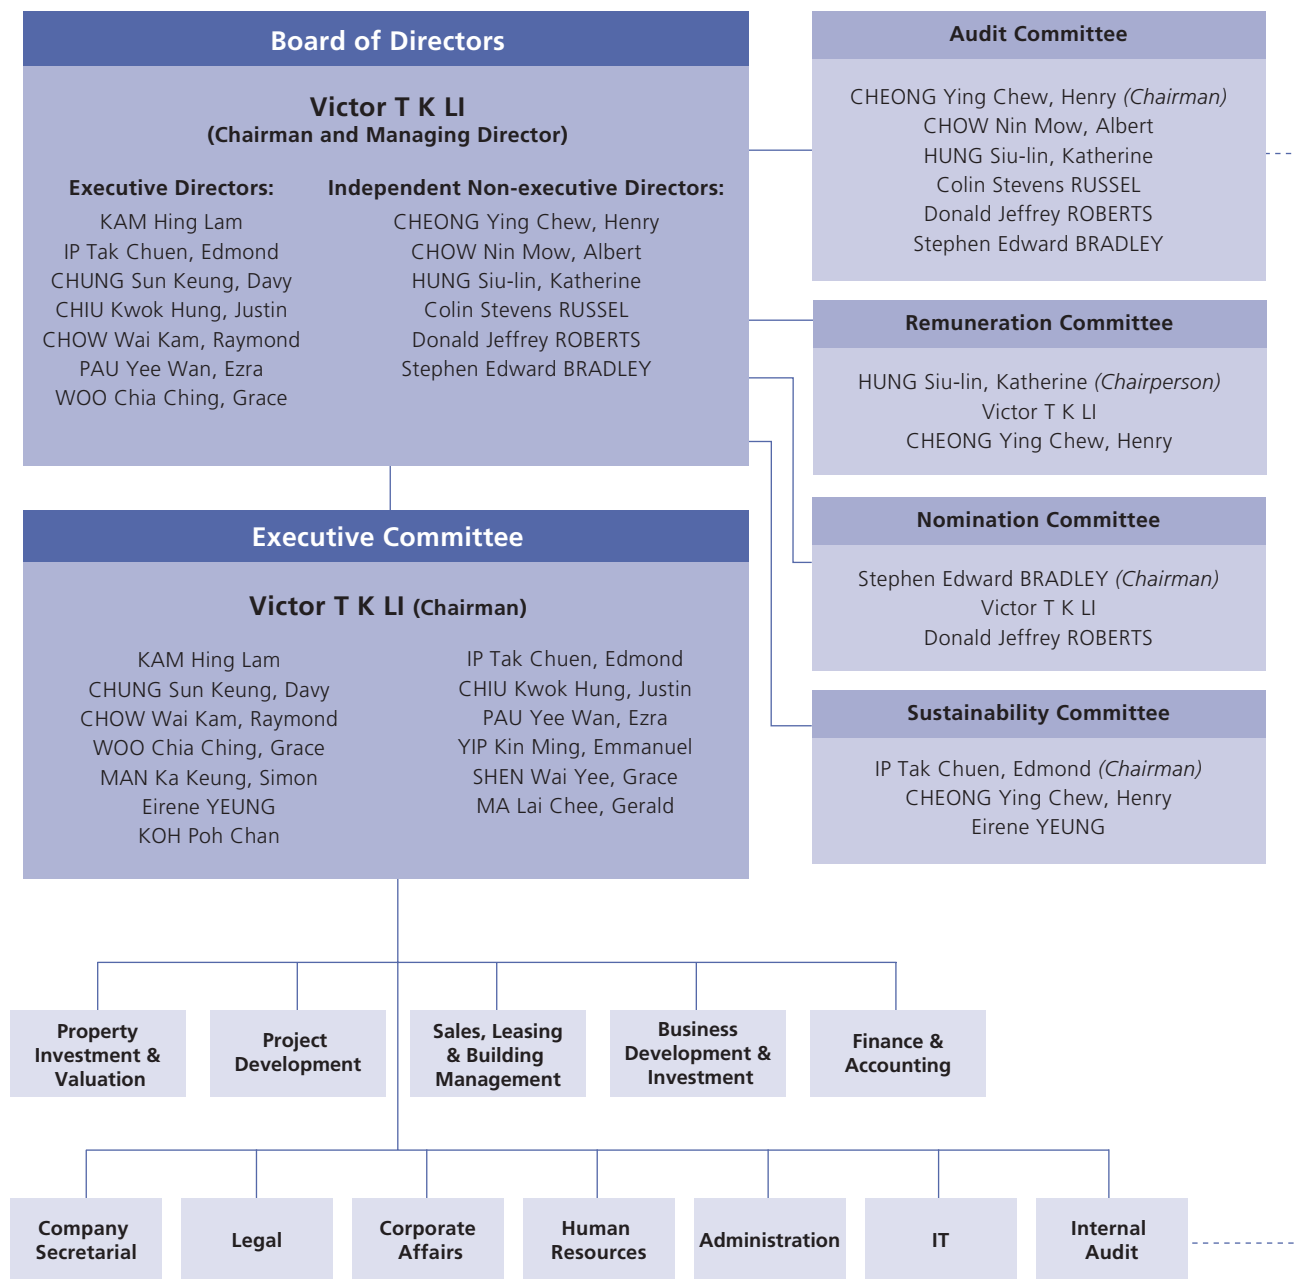 Board of Directors
Victor T K LI
(Chairman and Managing Director)
Executive Directors:
KAM Hing Lam
IP Tak Chuen, Edmond
CHUNG Sun Keung, Davy
CHIU Kwok Hung, Justin
CHOW Wai Kam, Raymond
PAU Yee Wan, Ezra
WOO Chia Ching, Grace
Independent Non-executive Directors:
CHEONG Ying Chew, Henry
CHOW Nin Mow, Albert
HUNG Siu-lin, Katherine
Colin Stevens RUSSEL
Donald Jeffrey ROBERTS
Stephen Edward BRADLEY
Audit Committee
CHEONG Ying Chew, Henry (Chairman)
CHOW Nin Mow, Albert
HUNG Siu-lin, Katherine
Colin Stevens RUSSEL
Donald Jeffrey ROBERTS
Stephen Edward BRADLEY
Remuneration Committee
HUNG Siu-lin, Katherine (Chairperson)
Victor T K LI
CHEONG Ying Chew, Henry
Nomination Committee
Stephen Edward BRADLEY (Chairman)
Victor T K LI
Donald Jeffrey ROBERTS
Sustainability Committee
IP Tak Chuen, Edmond (Chairman)
CHEONG Ying Chew, Henry
Eirene YEUNG
Executive Committee
Victor T K LI (Chairman)
KAM Hing Lam
CHUNG Sun Keung, Davy
CHOW Wai Kam, Raymond
WOO Chia Ching, Grace
MAN Ka Keung, Simon
Eirene YEUNG
KOH Poh Chan
IP Tak Chuen, Edmond
CHIU Kwok Hung, Justin
PAU Yee Wan, Ezra
YIP Kin Ming, Emmanuel
SHEN Wai Yee, Grace
MA Lai Chee, Gerald
Property
Investment &
Valuation
Project
Development
Sales, Leasing
& Building
Management
Business
Development &
Investment
Finance &
Accounting
Company
Secretarial
Legal
Corporate
Affairs
Human
Resources
Administration
IT
Internal
Audit